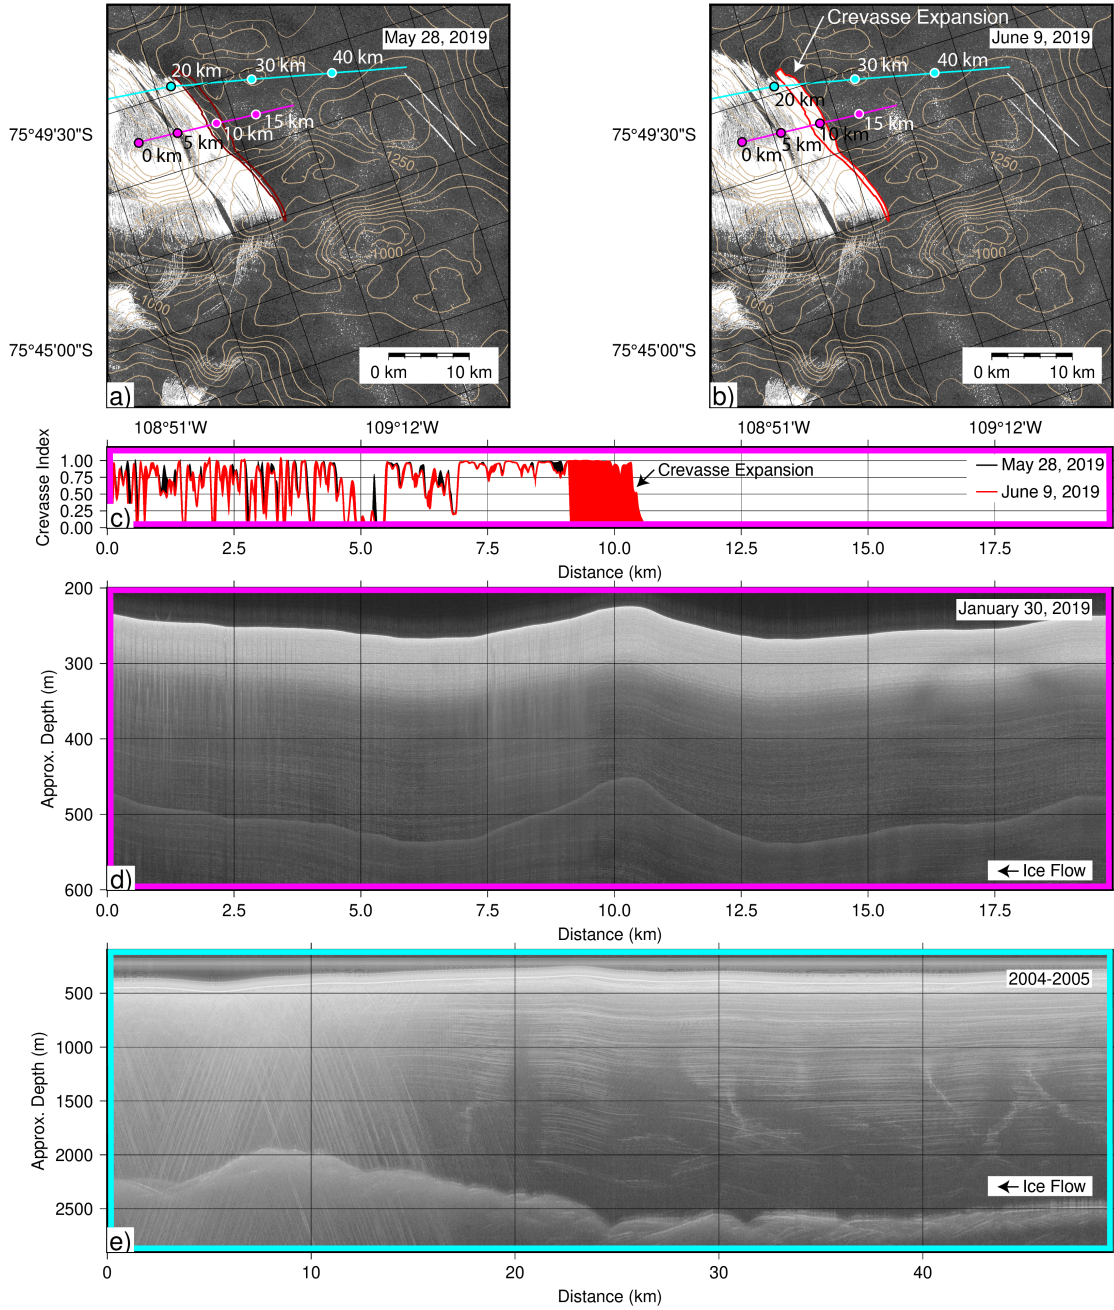 Crevasse Expansion
May 28, 2019
June 9, 2019
20 km
30 km
40 km
100
20 km
30 km
40 km
75°49'30"S
0 km
5 km
10 km
15 km
75°49'30"S
0 km
5 km
10 km
15 km
1250
1250
1000
1000
1000
1000
75°45'00"S
0 km
10 km
75°45'00"S
0 km
10 km
a)
b)
108°51'W
109°12'W
108°51'W
109°12'W
Crevasse Index
1.00
0.75
0.50
0.25
0.00
Crevasse Expansion
May 28, 2019
June 9, 2019
c)
0.0
2.5
5.0
7.5
10.0
12.5
15.0
17.5
Distance (km)
Approx. Depth (m)
200
300
400
500
600
January 30, 2019
Ice Flow
d)
0.0
2.5
5.0
7.5
10.0
12.5
15.0
17.5
Distance (km)
Approx. Depth (m)
500
1000
1500
2000
2500
2004-2005
Ice Flow
e)
0
10
20
30
40
Distance (km)